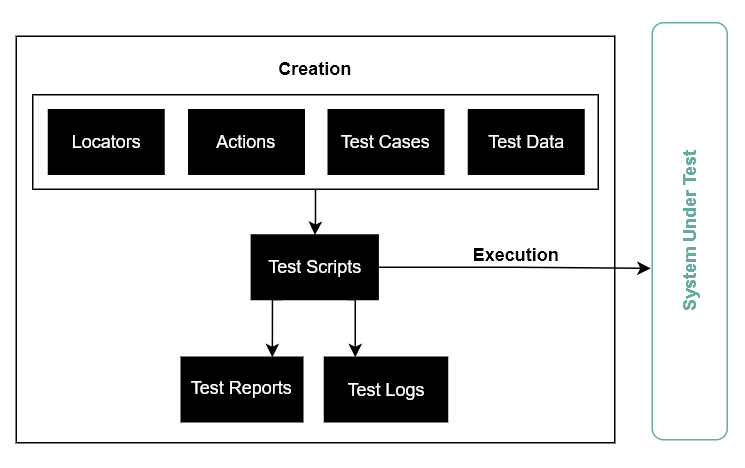 Creation
Locators
Actions
Test Cases
Test Data
Test Scripts
Execution
System Under Test
Test Reports
Test Logs